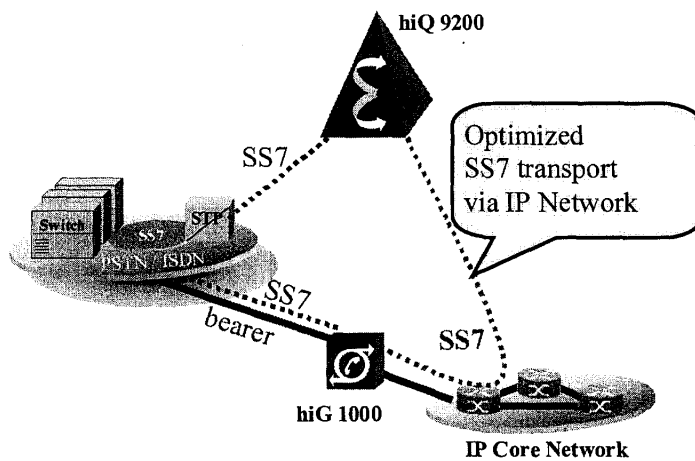 hiQ 9200
Optimized
SS7 transport
via IP Network
SS7
STP
Switch
SS7
PSTN / ISDN
SS7
bearer
SS7
hiG 1000
IP Core Network